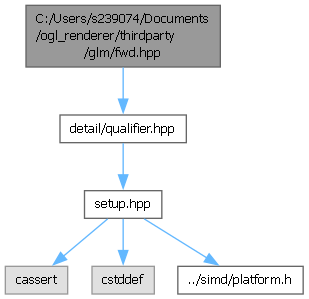 C:/Users/s239074/Documents
/ogl_renderer/thirdparty
/glm/fwd.hpp
detail/qualifier.hpp
setup.hpp
cassert
cstddef
../simd/platform.h